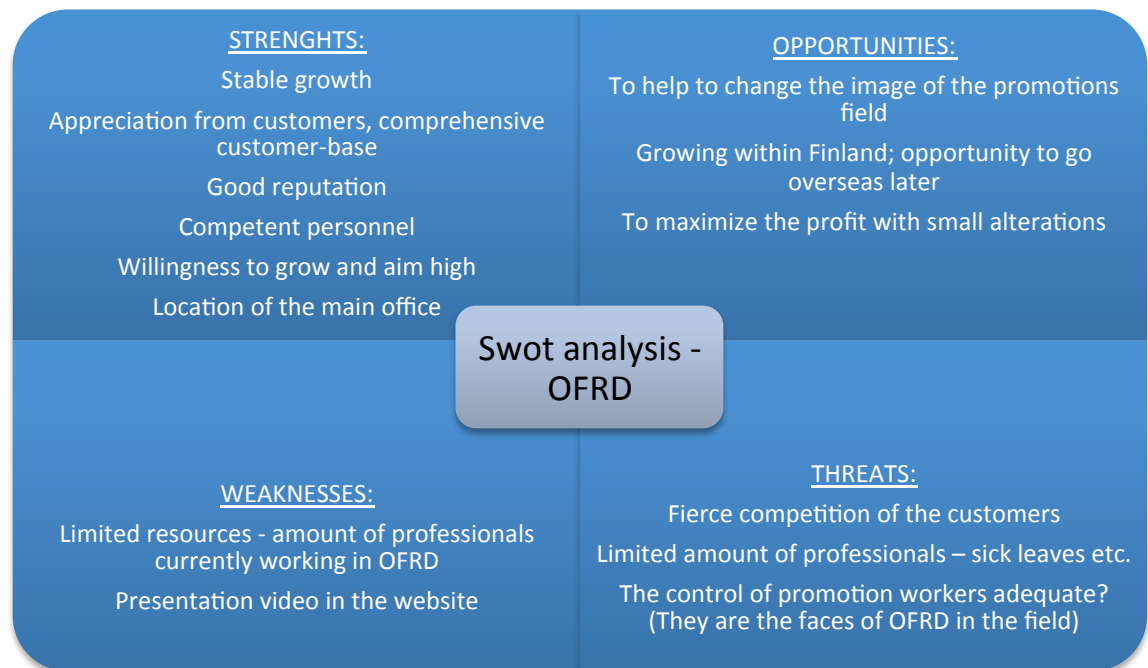 STRENGHTS:
Stable growth
Appreciation from customers, comprehensive
customer-base
Good reputation
Competent personnel
Willingness to grow and aim high
Location of the main office
OPPORTUNITIES:
To help to change the image of the promotions
field
Growing within Finland; opportunity to go
overseas later
To maximize the profit with small alterations
Swot analysis -
OFRD
WEAKNESSES:
Limited resources - amount of professionals
currently working in OFRD
Presentation video in the website
THREATS:
Fierce competition of the customers
Limited amount of professionals – sick leaves etc.
The control of promotion workers adequate?
(They are the faces of OFRD in the field)